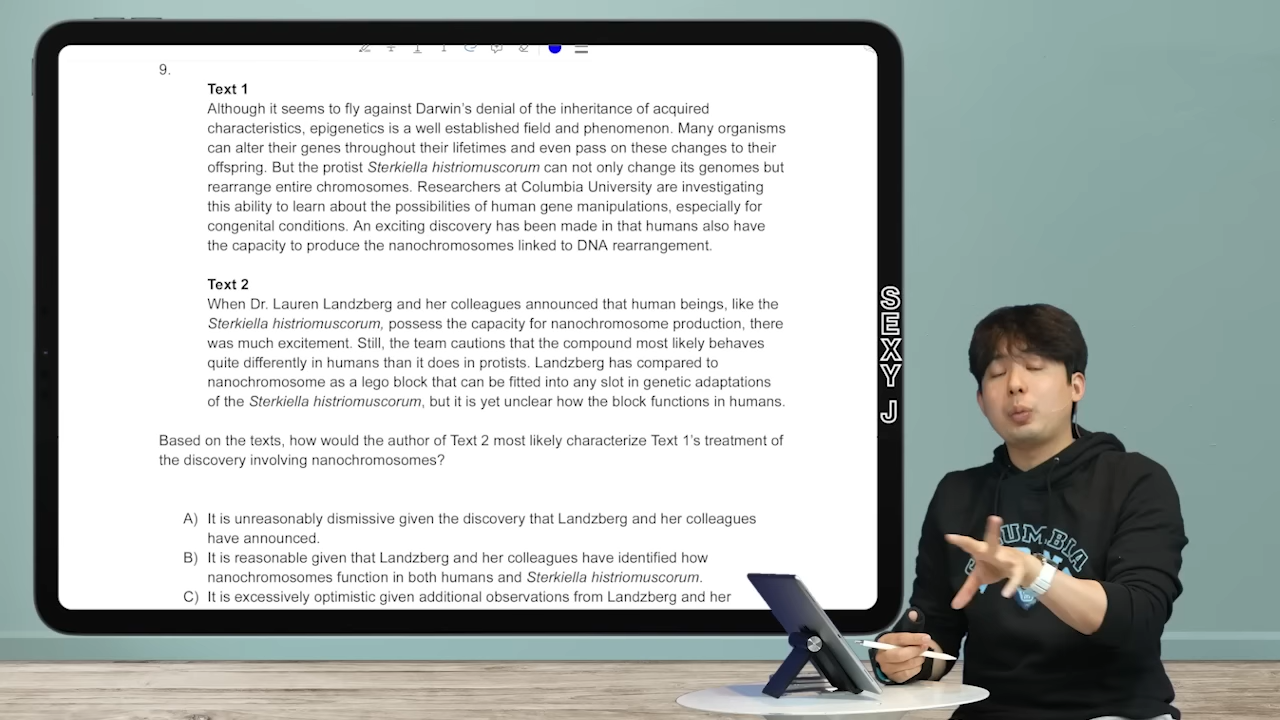 9.
Text 1
Although it seems to fly against Darwin's denial of the inheritance of acquired
characteristics, epigenetics is a well established field and phenomenon. Many organisms
can alter their genes throughout their lifetimes and even pass on these changes to their
offspring. But the protist Sterkiella histriomuscorum can not only change its genomes but
rearrange entire chromosomes. Researchers at Columbia University are investigating
this ability to learn about the possibilities of human gene manipulations, especially for
congenital conditions. An exciting discovery has been made in that humans also have
the capacity to produce the nanochromosomes linked to DNA rearrangement.
Text 2
When Dr. Lauren Landzberg and her colleagues announced that human beings, like the
Sterkiella histriomuscorum, possess the capacity for nanochromosome production, there
was much excitement. Still, the team cautions that the compound most likely behaves
quite differently in humans than it does in protists. Landzberg has compared to
nanochromosome as a lego block that can be fitted into any slot in genetic adaptations
of the Sterkiella histriomuscorum, but it is yet unclear how the block functions in humans.
Based on the texts, how would the author of Text 2 most likely characterize Text 1's treatment of
the discovery involving nanochromosomes?
A) It is unreasonably dismissive given the discovery that Landzberg and her colleagues
have announced.
B) It is reasonable given that Landzberg and her colleagues have identified how
nanochromosomes function in both humans and Sterkiella histriomuscorum.
C) It is excessively optimistic given additional observations from Landzberg and her
SEXY J